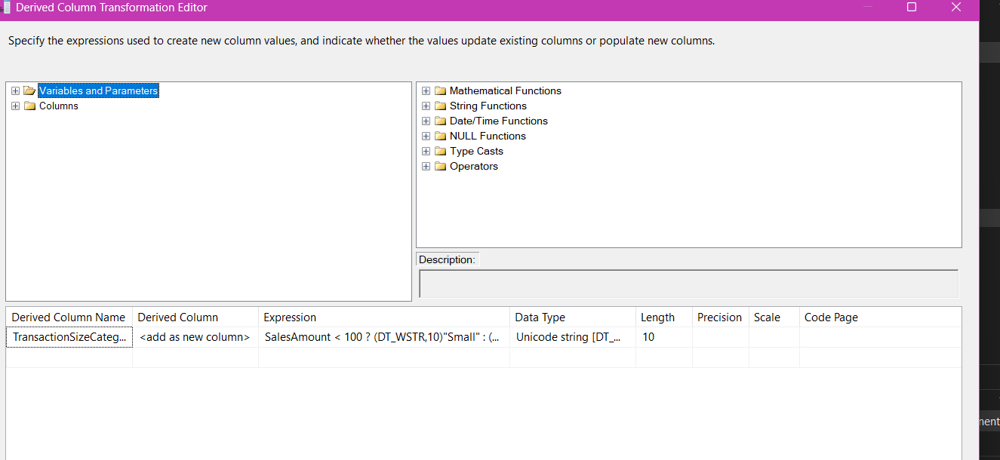 Derived Column Transformation Editor
Specify the expressions used to create new column values, and indicate whether the values update existing columns or populate new columns.
Variables and Parameters
Columns
Mathematical Functions
String Functions
Date/Time Functions
NULL Functions
Type Casts
Operators
Description:
Derived Column Name Derived Column Expression Data Type Length Precision Scale Code Page
TransactionSizeCateg... <add as new column> SalesAmount < 100 ? (DT_WSTR,10)"Small" : (... Unicode string [DT_... 10
ment